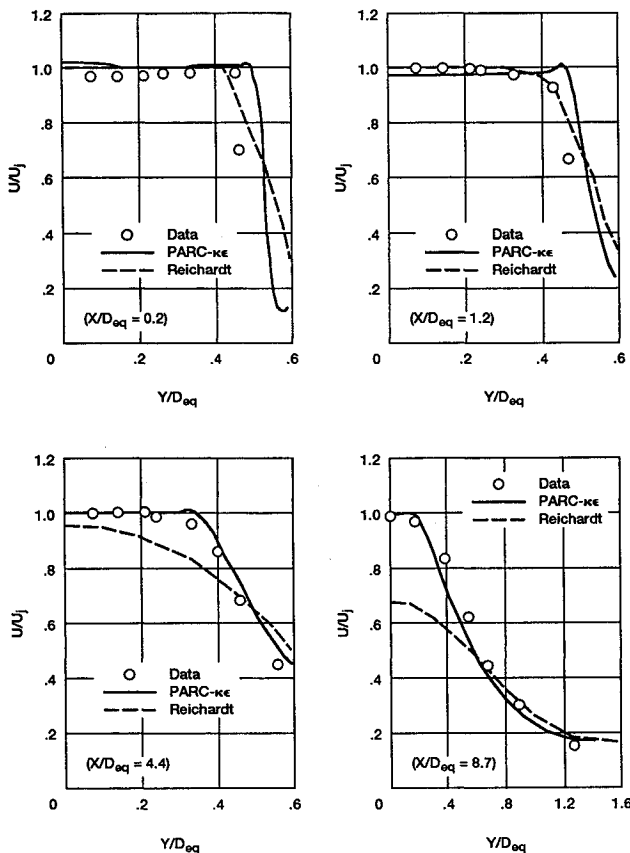 1.2
1.0
.8
.6
.4
.2
0
.2
.4
.6
U/Uj
Y/Deq
Data
PARC-κε
Reichardt
(X/Deq = 0.2)
1.2
1.0
.8
.6
.4
.2
0
.2
.4
.6
U/Uj
Y/Deq
Data
PARC-κε
Reichardt
(X/Deq = 1.2)
1.2
1.0
.8
.6
.4
.2
0
.2
.4
.6
U/Uj
Y/Deq
Data
PARC-κε
Reichardt
(X/Deq = 4.4)
1.2
1.0
.8
.6
.4
.2
0
.4
.8
1.2
1.6
U/Uj
Y/Deq
Data
PARC-κε
Reichardt
(X/Deq = 8.7)